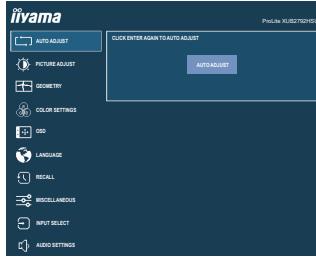 iiyama
ProLite XUB2792HSU
AUTO ADJUST
CLICK ENTER AGAIN TO AUTO ADJUST
AUTO ADJUST
PICTURE ADJUST
GEOMETRY
COLOR SETTINGS
OSD
LANGUAGE
RECALL
MISCELLANEOUS
INPUT SELECT
AUDIO SETTINGS